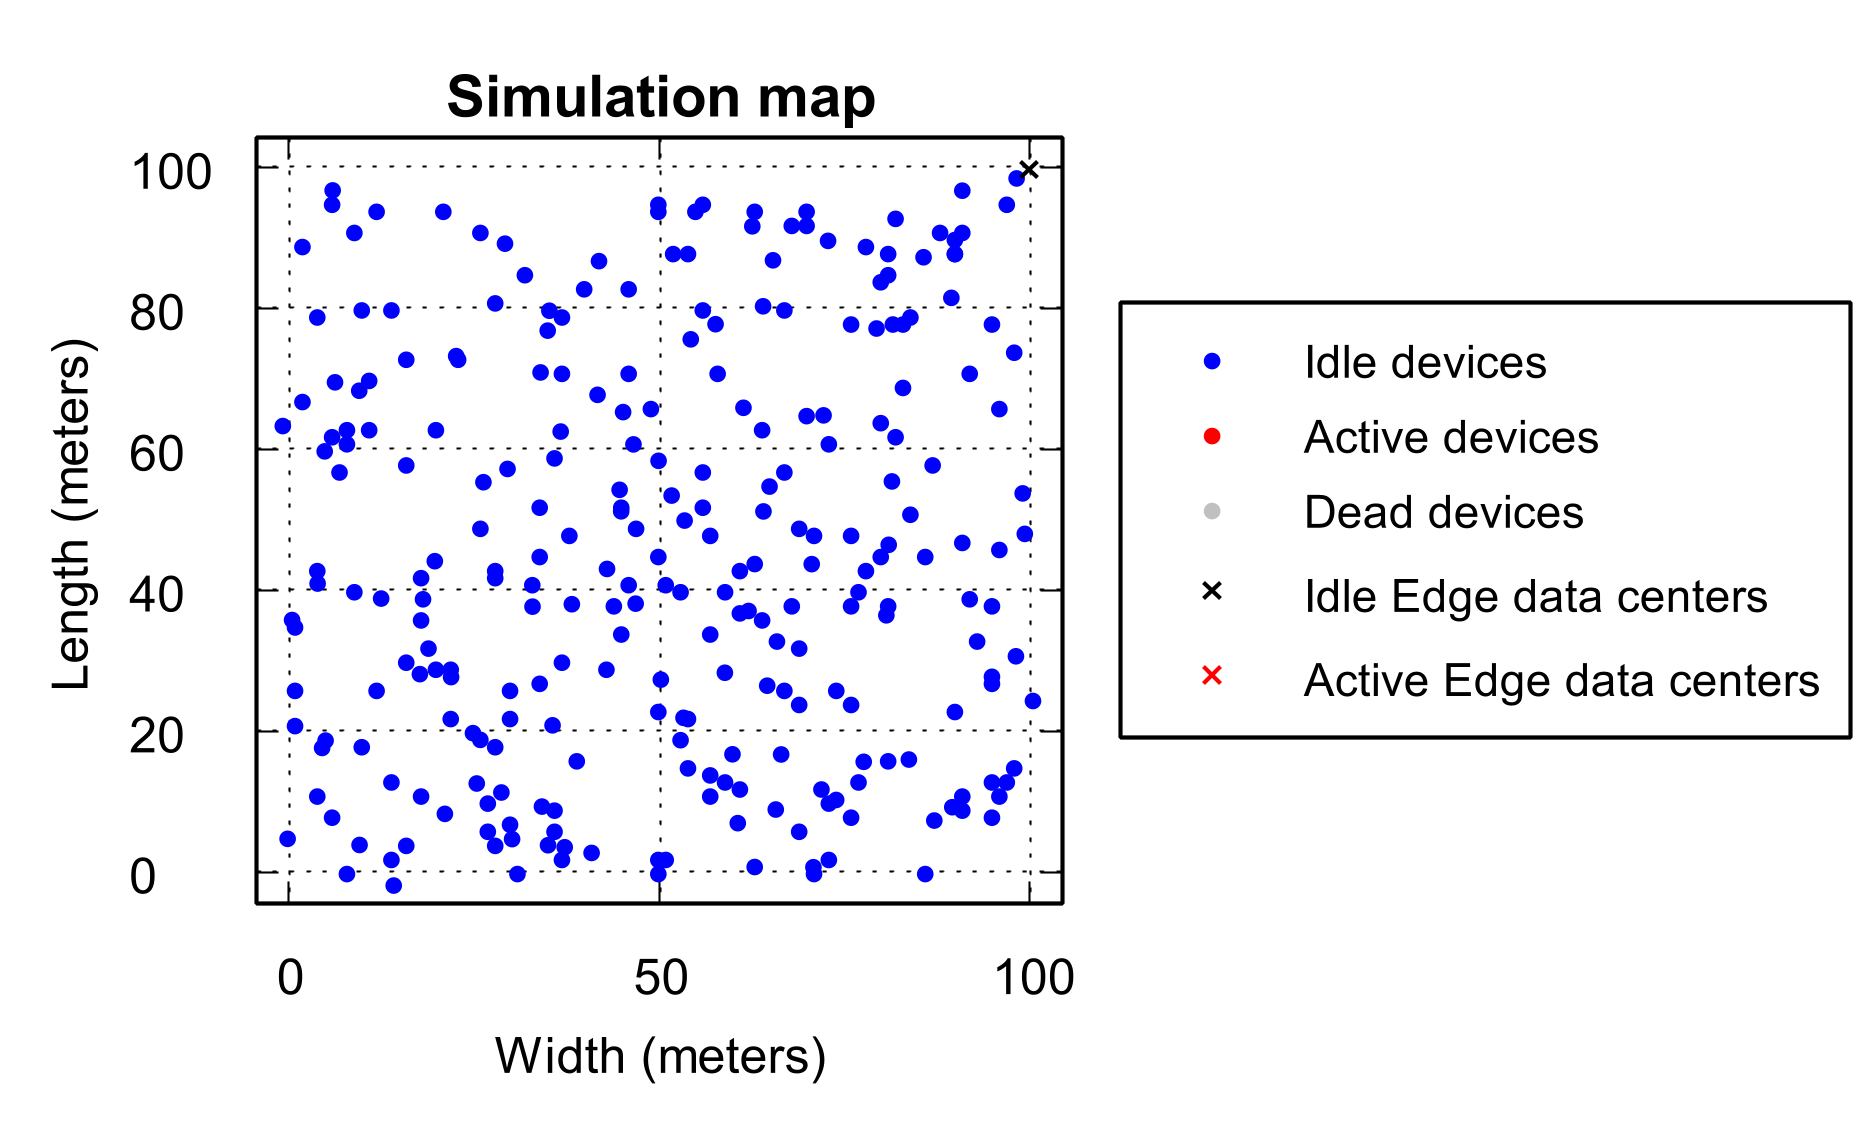 Simulation map
100
80
60
40
20
0
Length (meters)
0 50 100
Width (meters)
Idle devices
Active devices
Dead devices
Idle Edge data centers
Active Edge data centers